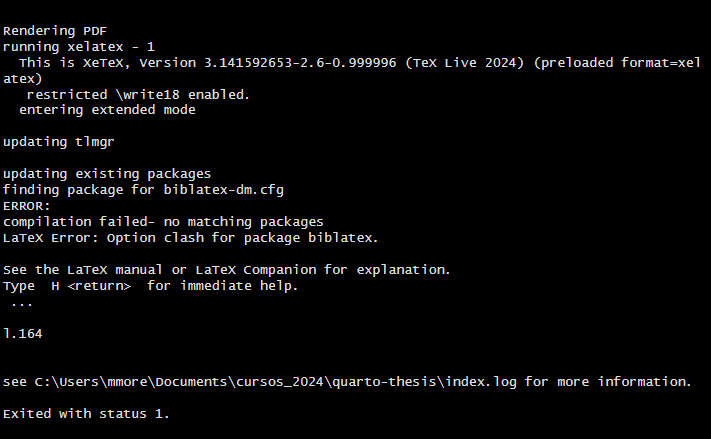 Rendering PDF
running xelatex - 1
This is XeTeX, Version 3.141592653-2.6-0.999996 (TeX Live 2024) (preloaded format=xel
atex)
restricted \write18 enabled.
entering extended mode
updating tlmgr
updating existing packages
finding package for biblatex-dm.cfg
ERROR:
compilation failed- no matching packages
LaTeX Error: Option clash for package biblatex.
See the LaTeX manual or LaTeX Companion for explanation.
Type  H <return>  for immediate help.
...
l.164
see C:\Users\mmore\Documents\cursos_2024\quarto-thesis\index.log for more information.
Exited with status 1.